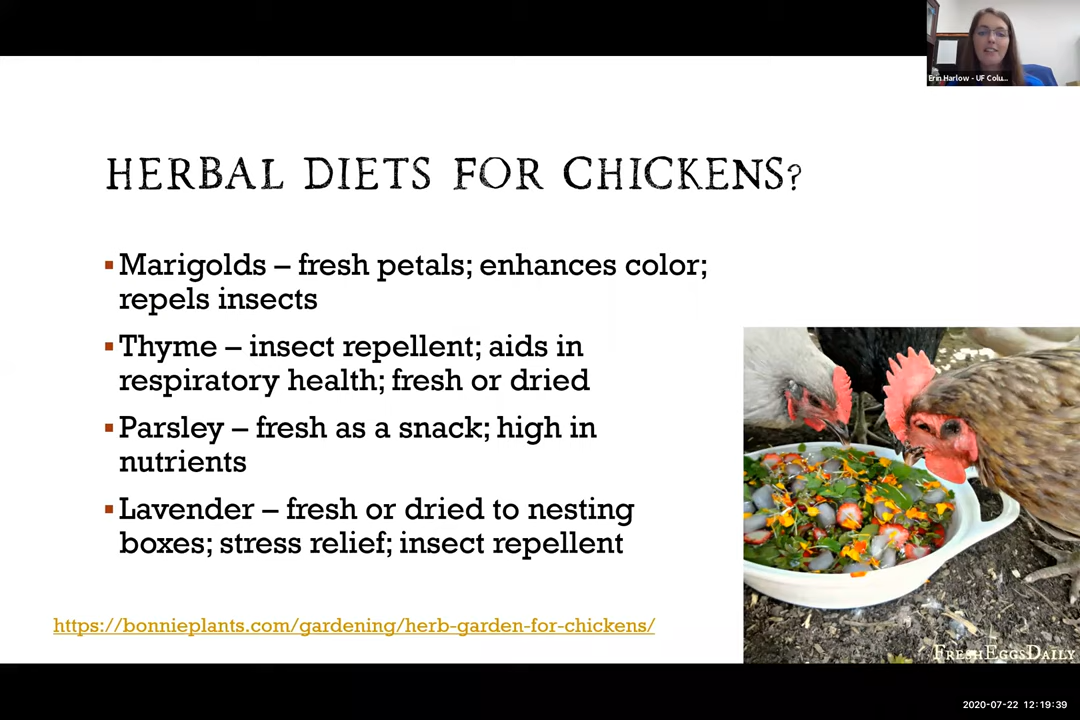 Erin Harlow - UF Colu...
HERBAL DIETS FOR CHICKENS?
▪Marigolds – fresh petals; enhances color;
repels insects
▪Thyme – insect repellent; aids in
respiratory health; fresh or dried
▪Parsley – fresh as a snack; high in
nutrients
▪Lavender – fresh or dried to nesting
boxes; stress relief; insect repellent
https://bonnieplants.com/gardening/herb-garden-for-chickens/
FRESHEGGSDAILY
2020-07-22 12:19:39